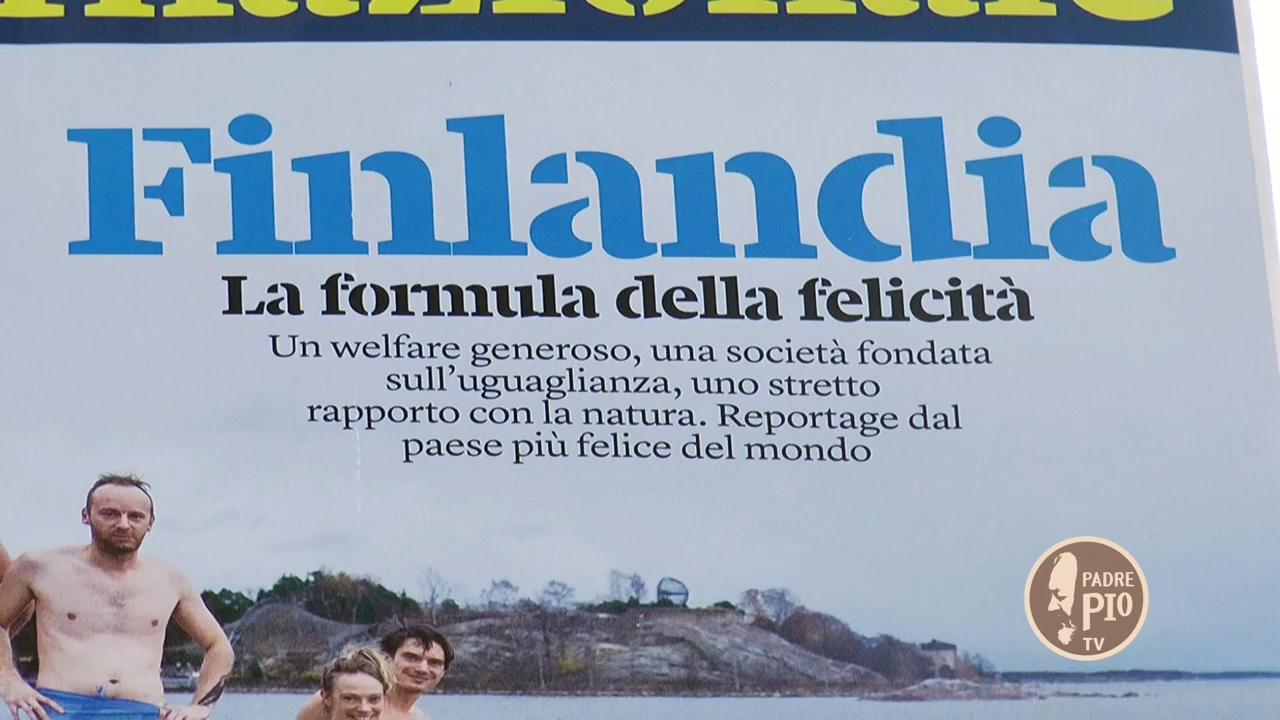 Finlandia
La formula della felicità
Un welfare generoso, una società fondata
sull'uguaglianza, uno stretto
rapporto con la natura. Reportage dal
paese più felice del mondo
PADRE
PIO
TV